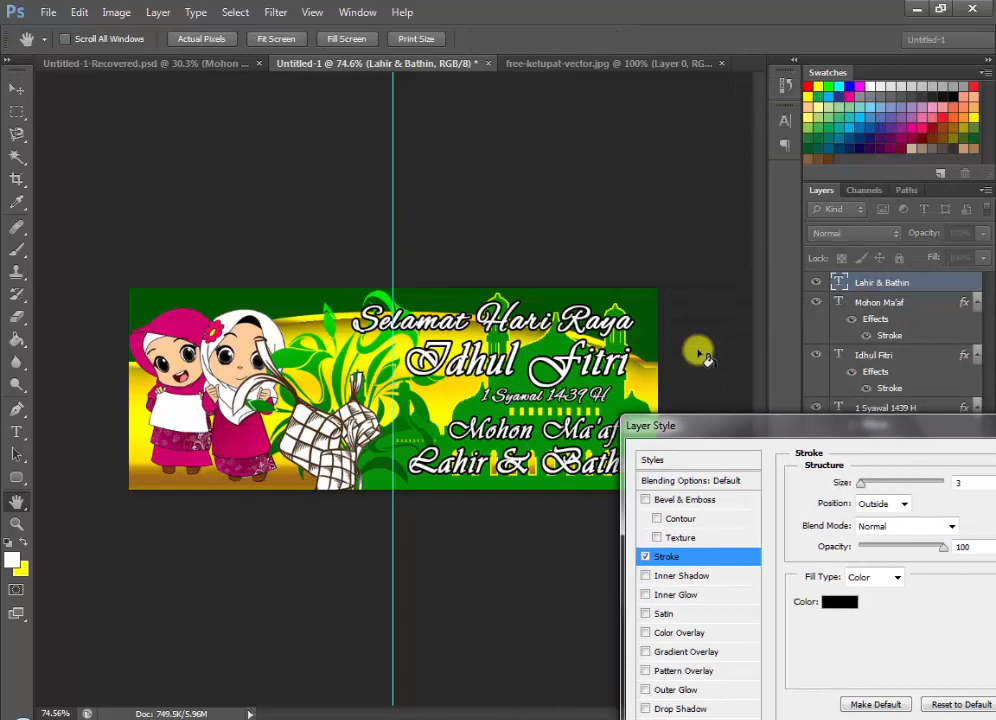 Ps File Edit Image Layer Type Select Filter View Window Help
Scroll All Windows Actual Pixels Fit Screen Fill Screen Print Size Untitled-1
Untitled-1-Recovered.psd @ 30.3% (Mohon ... × Untitled-1 @ 74.6% (Lahir & Bathin, RGB/8) * × free-ketupat-vector.jpg @ 100% (Layer 0, RG... ×
Swatches
Layers Channels Paths
Kind
Normal Opacity: 100%
Lock: Fill: 100%
Lahir & Bathin
Mohon Ma'af fx
Effects
Stroke
Idhul Fitri fx
Effects
Stroke
1 Syawal 1439 H fx
Selamat Hari Raya
Idhul Fitri
1 Syawal 1439 H
Mohon Ma'af
Lahir & Bath
Layer Style
Styles
Blending Options: Default
Bevel & Emboss
Contour
Texture
Stroke
Inner Shadow
Inner Glow
Satin
Color Overlay
Gradient Overlay
Pattern Overlay
Outer Glow
Drop Shadow
Stroke
Structure
Size: 3
Position: Outside
Blend Mode: Normal
Opacity: 100
Fill Type: Color
Color:
Make Default Reset to Default
74.56% Doc: 749.5K/5.96M